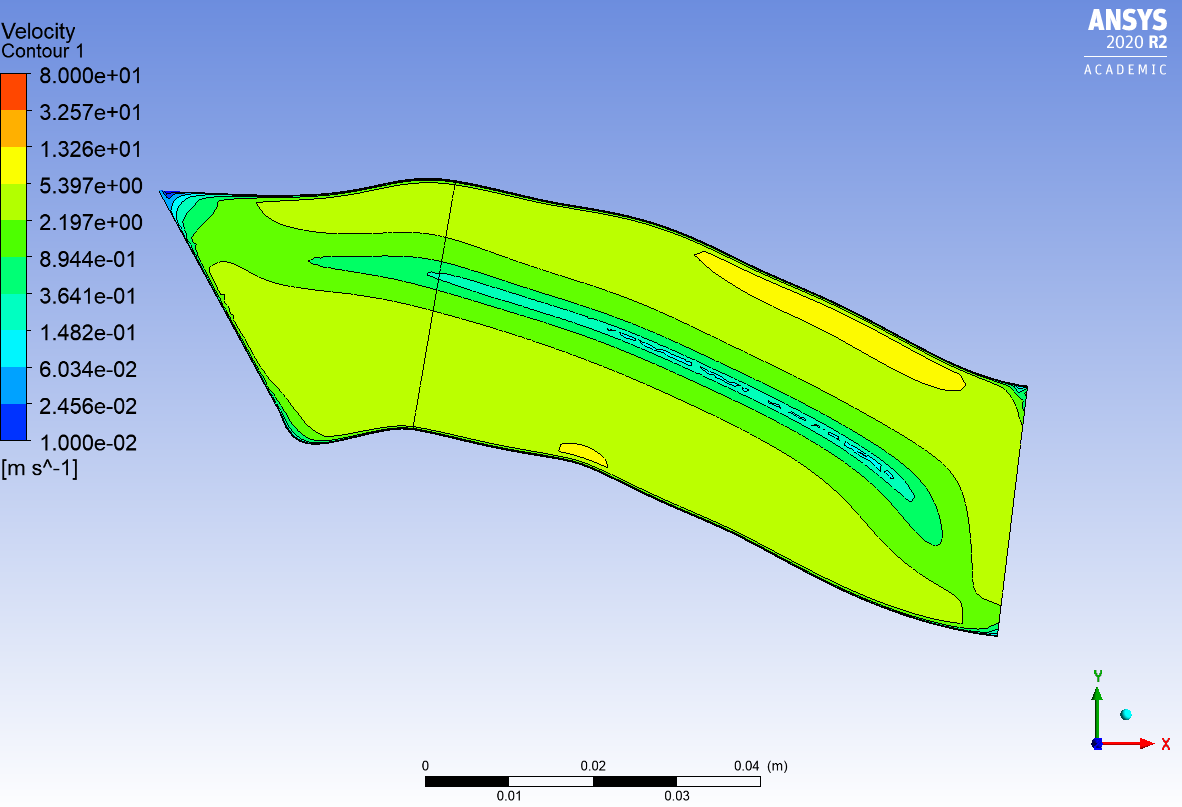 Velocity
Contour 1
8.000e+01
3.257e+01
1.326e+01
5.397e+00
2.197e+00
8.944e-01
3.641e-01
1.482e-01
6.034e-02
2.456e-02
1.000e-02
[m s^-1]
ANSYS
2020 R2
ACADEMIC
Y
X
0 0.02 0.04 (m)
0.01 0.03